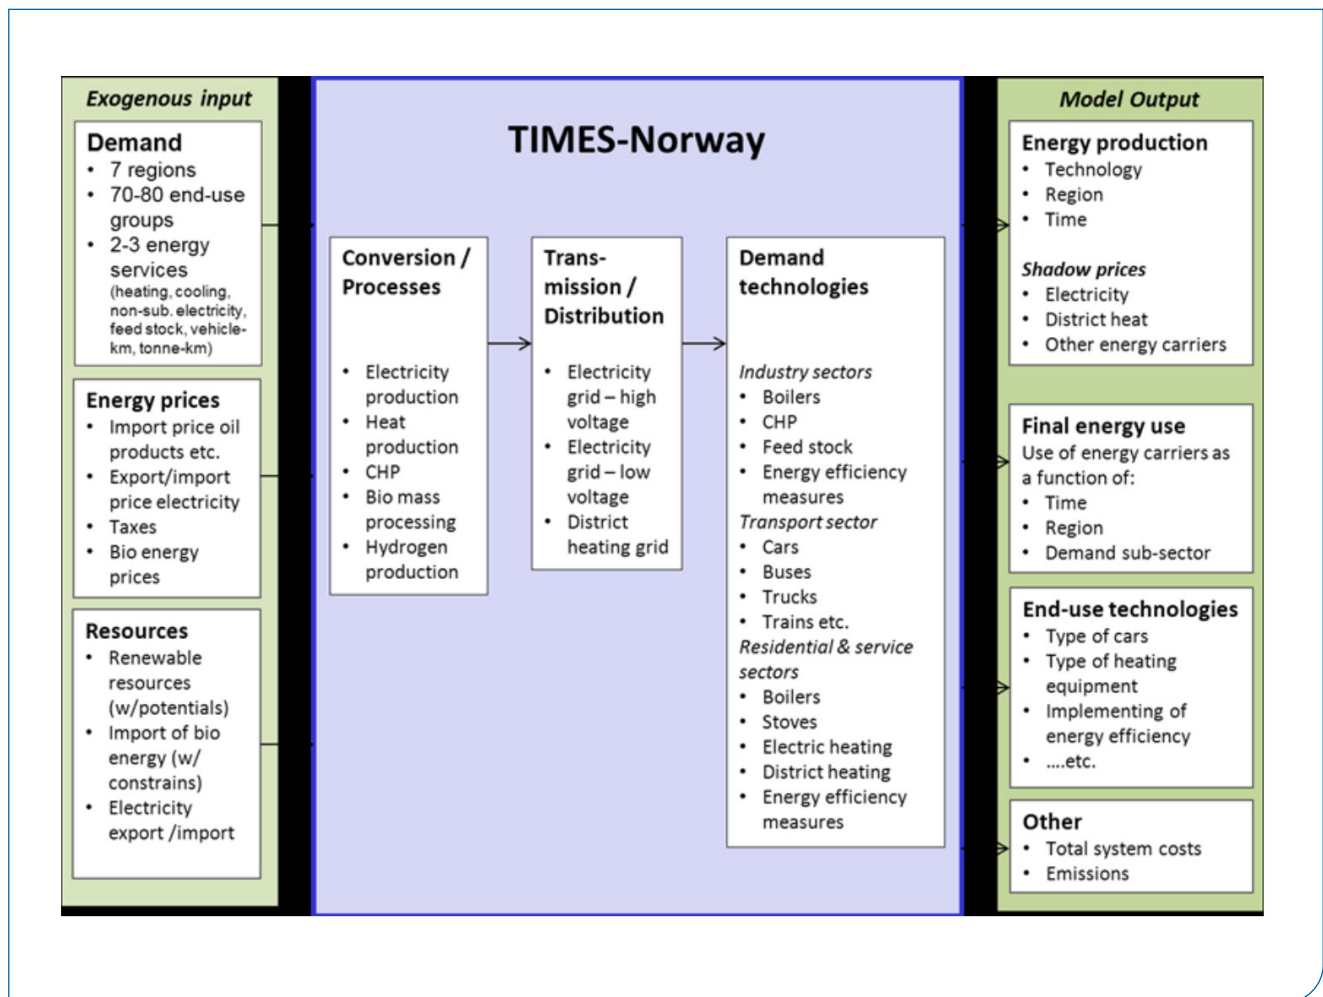 Exogenous input
Demand
• 7 regions
• 70-80 end-use
groups
• 2-3 energy
services
(heating, cooling,
non-sub. electricity,
feed stock, vehicle-
km, tonne-km)
Energy prices
• Import price oil
products etc.
• Export/import
price electricity
• Taxes
• Bio energy
prices
Resources
• Renewable
resources
(w/potentials)
• Import of bio
energy (w/
constrains)
• Electricity
export /import
TIMES-Norway
Conversion /
Processes
• Electricity
production
• Heat
production
• CHP
• Bio mass
processing
• Hydrogen
production
Trans-
mission /
Distribution
• Electricity
grid – high
voltage
• Electricity
grid – low
voltage
• District
heating grid
Demand
technologies
Industry sectors
• Boilers
• CHP
• Feed stock
• Energy efficiency
measures
Transport sector
• Cars
• Buses
• Trucks
• Trains etc.
Residential & service
sectors
• Boilers
• Stoves
• Electric heating
• District heating
• Energy efficiency
measures
Model Output
Energy production
• Technology
• Region
• Time
Shadow prices
• Electricity
• District heat
• Other energy carriers
Final energy use
Use of energy carriers as
a function of:
• Time
• Region
• Demand sub-sector
End-use technologies
• Type of cars
• Type of heating
equipment
• Implementing of
energy efficiency
• ....etc.
Other
• Total system costs
• Emissions